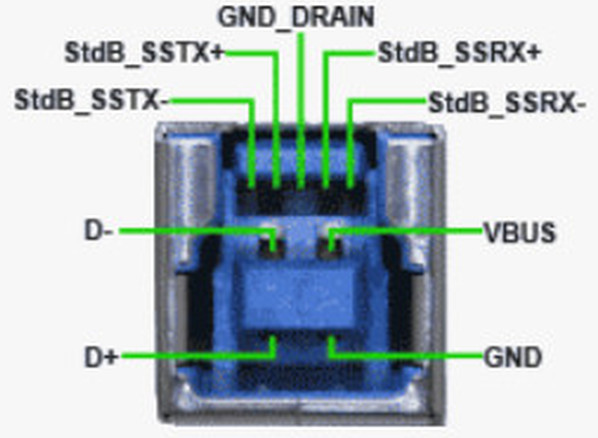 GND_DRAIN
StdB_SSTX+
StdB_SSRX+
StdB_SSTX-
StdB_SSRX-
D-
VBUS
D+
GND